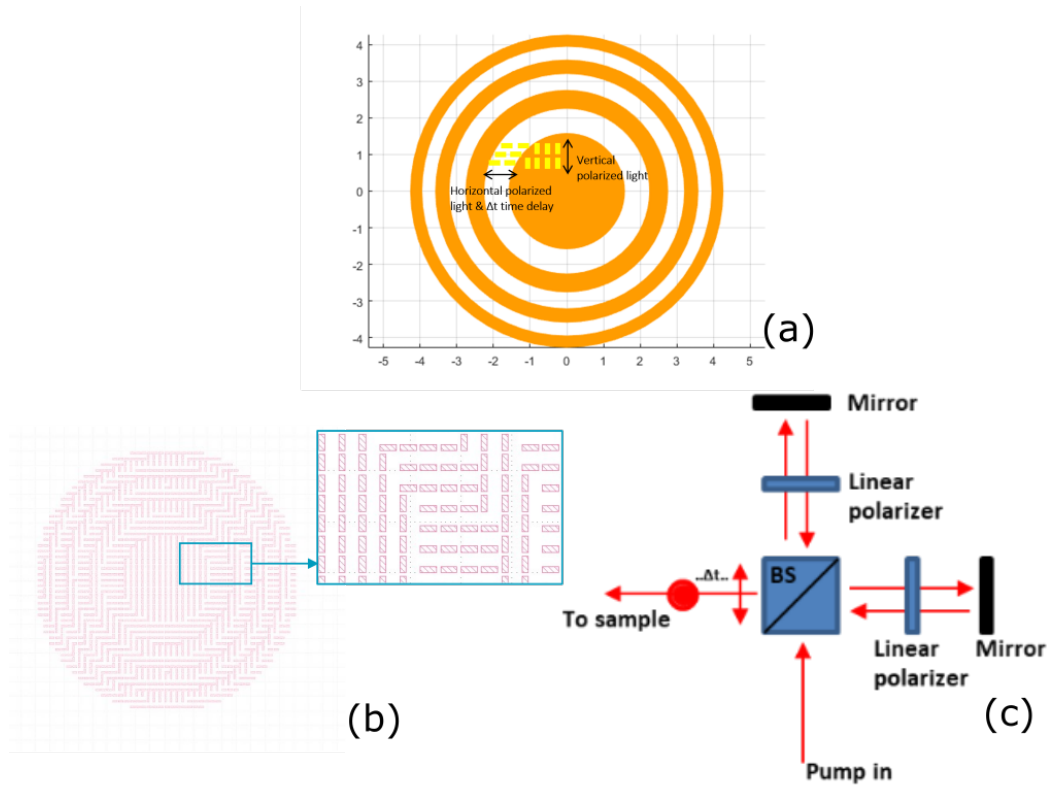 4
3
2
1
0
-1
-2
-3
-4
-5 -4 -3 -2 -1 0 1 2 3 4 5
Vertical
polarized light
Horizontal polarized
light & Δt time delay
(a)
(b)
Mirror
Linear
polarizer
BS
..Δt..
To sample
Linear
polarizer
Mirror
(c)
Pump in